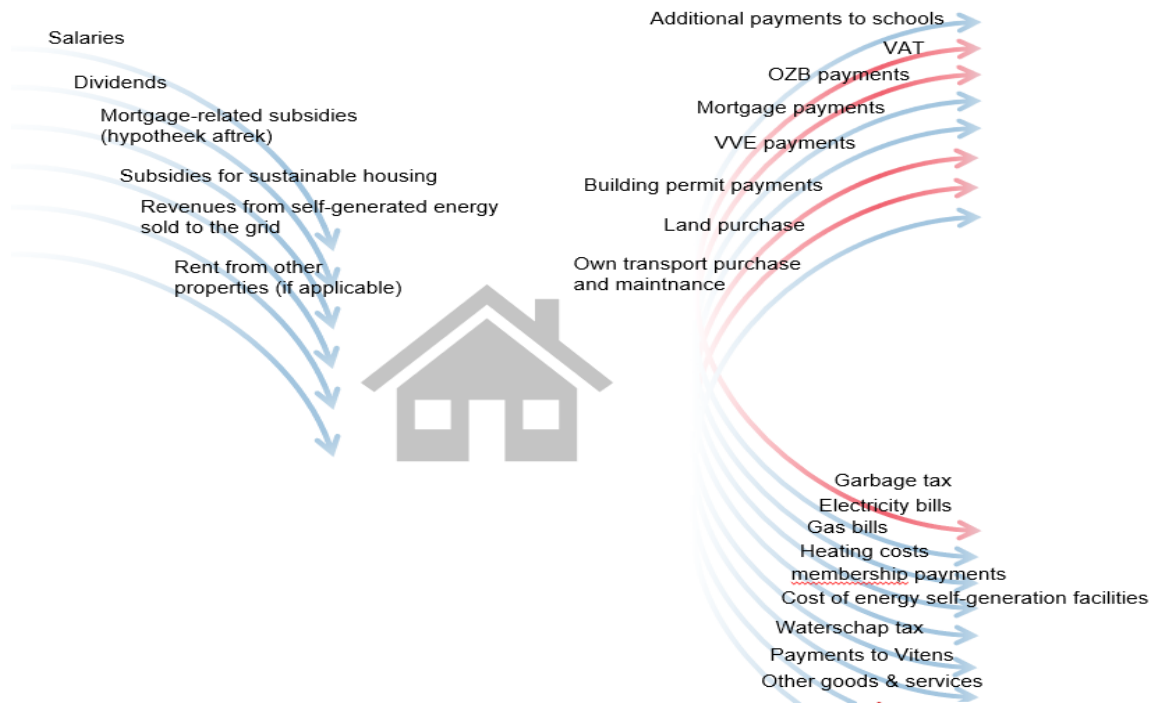 Salaries
Dividends
Mortgage-related subsidies
(hypotheek aftrek)
Subsidies for sustainable housing
Revenues from self-generated energy
sold to the grid
Rent from other
properties (if applicable)
Additional payments to schools
VAT
OZB payments
Mortgage payments
VVE payments
Building permit payments
Land purchase
Own transport purchase
and maintnance
Garbage tax
Electricity bills
Gas bills
Heating costs
membership payments
Cost of energy self-generation facilities
Waterschap tax
Payments to Vitens
Other goods & services